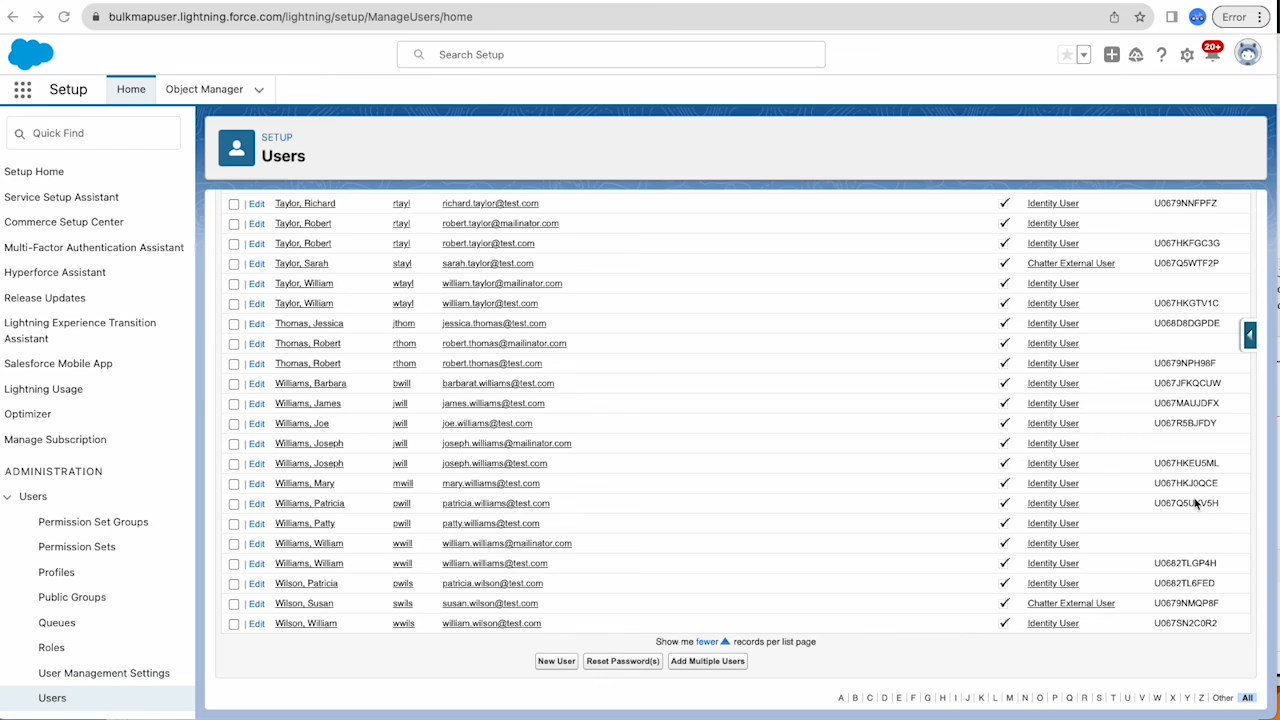 bulkmapuser.lightning.force.com/lightning/setup/ManageUsers/home
Error
Search Setup
20+
Setup
Home
Object Manager
Quick Find
Setup Home
Service Setup Assistant
Commerce Setup Center
Multi-Factor Authentication Assistant
Hyperforce Assistant
Release Updates
Lightning Experience Transition
Assistant
Salesforce Mobile App
Lightning Usage
Optimizer
Manage Subscription
ADMINISTRATION
Users
Permission Set Groups
Permission Sets
Profiles
Public Groups
Queues
Roles
User Management Settings
Users
SETUP
Users
Edit Taylor, Richard rtayl richard.taylor@test.com Identity User U0679NNFPFZ
Edit Taylor, Robert rtayl robert.taylor@mailinator.com Identity User
Edit Taylor, Robert rtayl robert.taylor@test.com Identity User U067HKFGC3G
Edit Taylor, Sarah stayl sarah.taylor@test.com Chatter External User U067Q5WTF2P
Edit Taylor, William wtayl william.taylor@mailinator.com Identity User
Edit Taylor, William wtayl william.taylor@test.com Identity User U067HKGTV1C
Edit Thomas, Jessica jthom jessica.thomas@test.com Identity User U068D8DGPDE
Edit Thomas, Robert rthom robert.thomas@mailinator.com Identity User
Edit Thomas, Robert rthom robert.thomas@test.com Identity User U0679NPH98F
Edit Williams, Barbara bwill barbarat.williams@test.com Identity User U067JFKQCUW
Edit Williams, James jwill james.williams@test.com Identity User U067MAUJDFX
Edit Williams, Joe jwill joe.williams@test.com Identity User U067R5BJFDY
Edit Williams, Joseph jwill joseph.williams@mailinator.com Identity User
Edit Williams, Joseph jwill joseph.williams@test.com Identity User U067HKEU5ML
Edit Williams, Mary mwill mary.williams@test.com Identity User U067HKJ0QCE
Edit Williams, Patricia pwill patricia.williams@test.com Identity User
Edit Williams, Patty pwill patty.williams@test.com Identity User
Edit Williams, William wwill william.williams@mailinator.com Identity User
Edit Williams, William wwill william.williams@test.com Identity User U0682TLGP4H
Edit Wilson, Patricia pwils patricia.wilson@test.com Identity User U0682TL6FED
Edit Wilson, Susan swils susan.wilson@test.com Chatter External User U0679NMQP8F
Edit Wilson, William wwils william.wilson@test.com Identity User U067SN2C0R2
Show me fewer records per list page
New User Reset Password(s) Add Multiple Users
A B C D E F G H I J K L M N O P Q R S T U V W X Y Z Other All